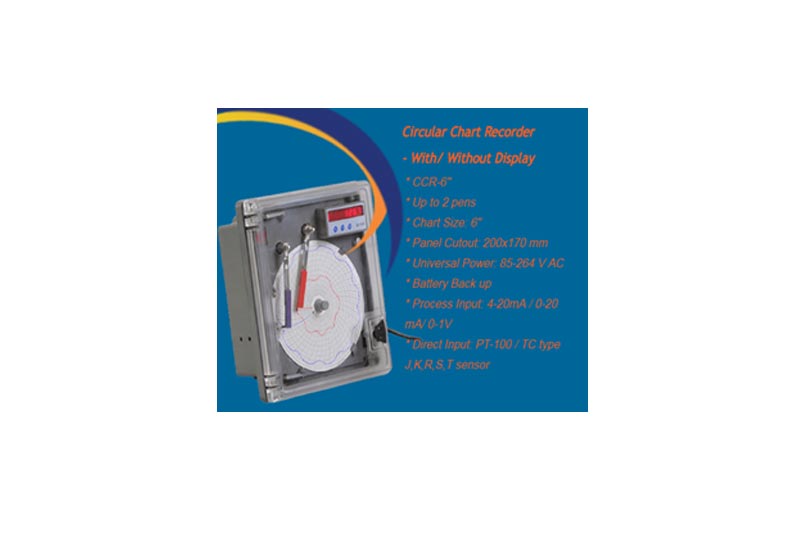 Circular Chart Recorder
- With/ Without Display
* CCR-6"
* Up to 2 pens
* Chart Size: 6"
* Panel Cutout: 200x170 mm
* Universal Power: 85-264 V AC
* Battery Back up
* Process Input: 4-20mA / 0-20
mA/ 0-1V
* Direct Input: PT-100 / TC type
J,K,R,S,T sensor